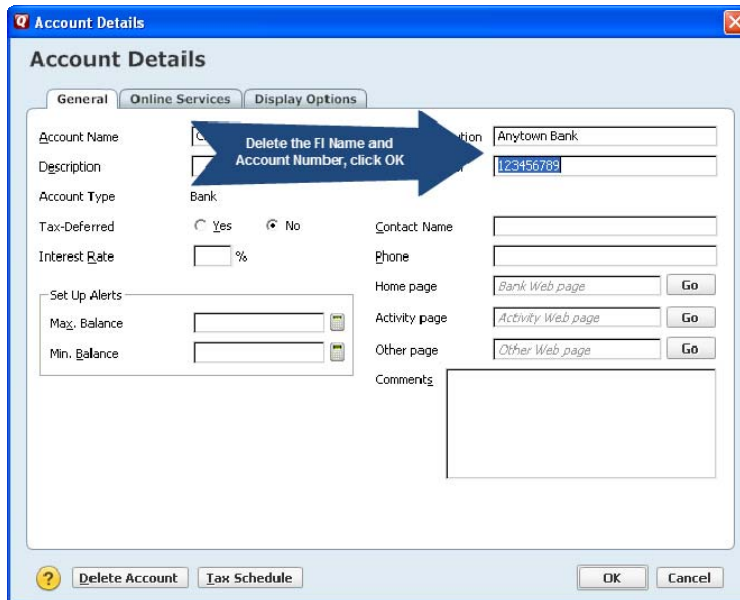 Account Details
Account Details
General Online Services Display Options
Account Name
Delete the FI Name and
Account Number, click OK
Anytown Bank
Description
123456789
Account Type Bank
Tax-Deferred Yes No
Contact Name
Interest Rate %
Phone
Home page Bank Web page Go
Set Up Alerts
Max. Balance
Activity page Activity Web page Go
Min. Balance
Other page Other Web page Go
Comments
? Delete Account Tax Schedule OK Cancel